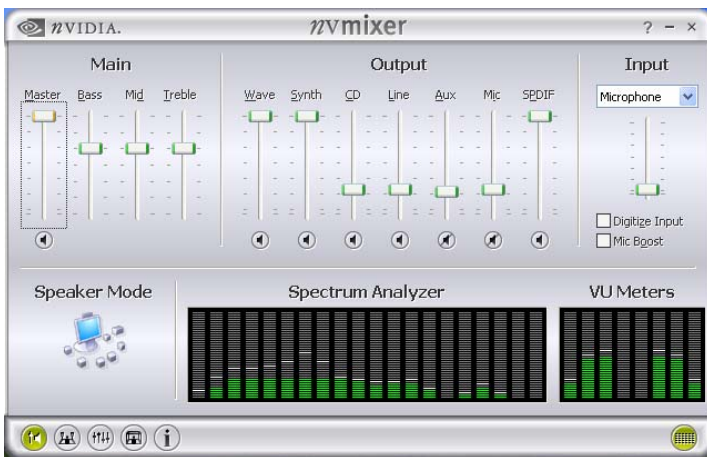 NVIDIA. NVmixer ? – ×
Main Output Input
Master Bass Mid Treble Wave Synth CD Line Aux Mic SPDIF Microphone
Digitize Input
Mic Boost
Speaker Mode Spectrum Analyzer VU Meters
i